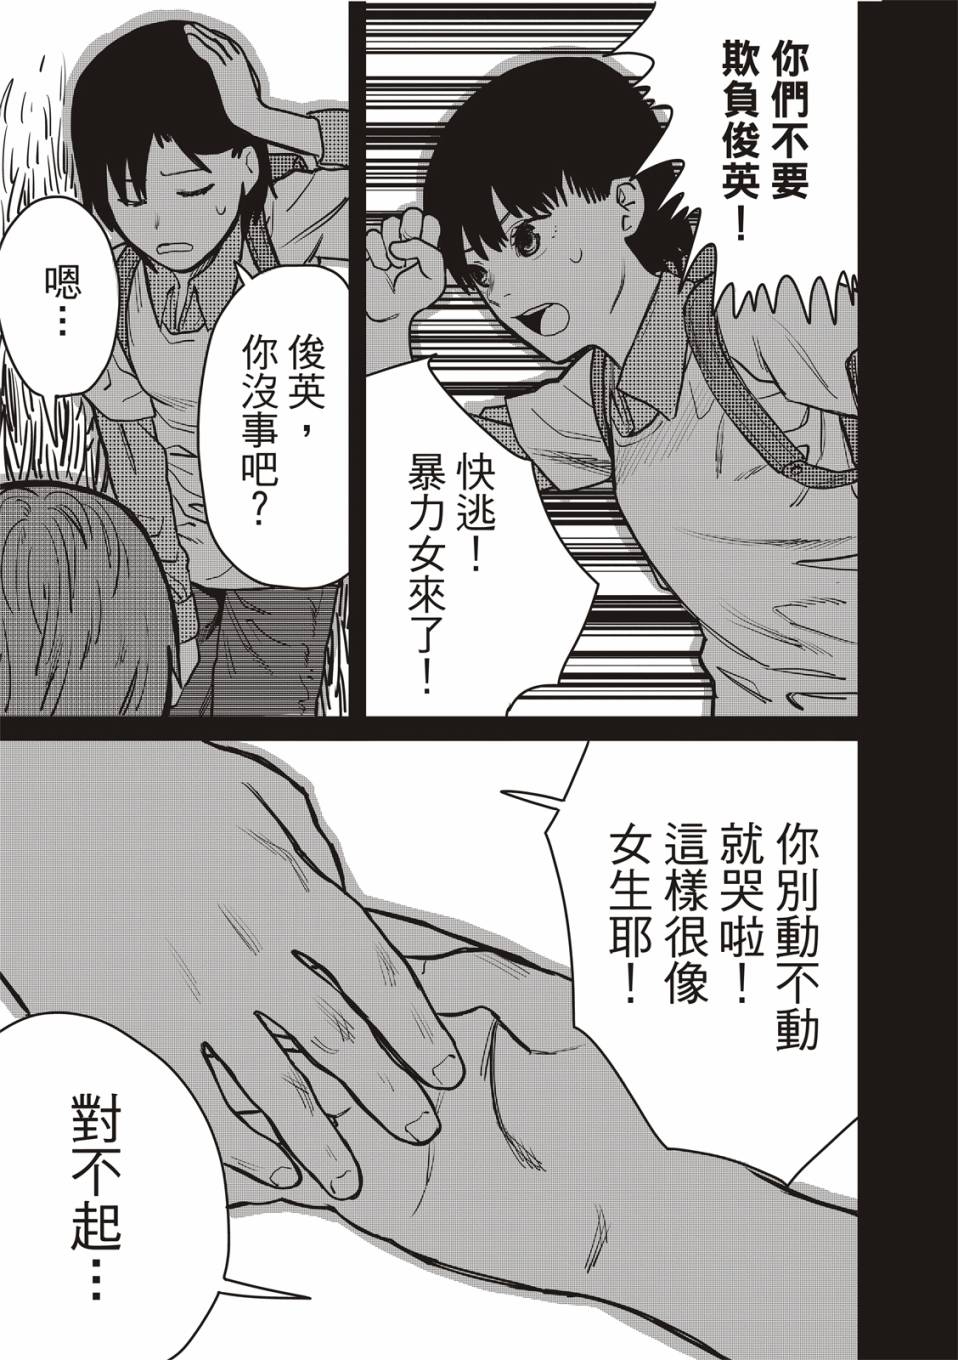 你們不要
欺負俊英！
快逃！
暴力女來了！
俊英，
你沒事吧？
嗯…
你別動不動
就哭啦！
這樣很像
女生耶！
對不起…